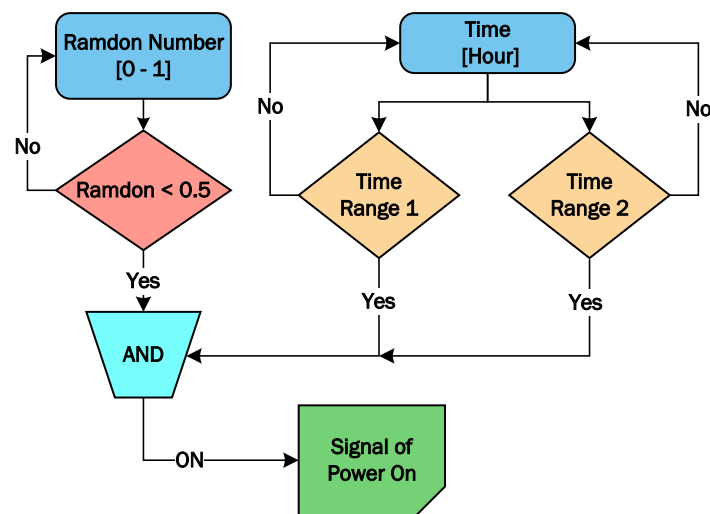 Ramdon Number
[0 - 1]
Time
[Hour]
No
No
No
Ramdon < 0.5
Time
Range 1
Time
Range 2
Yes
Yes
Yes
AND
ON
Signal of
Power On